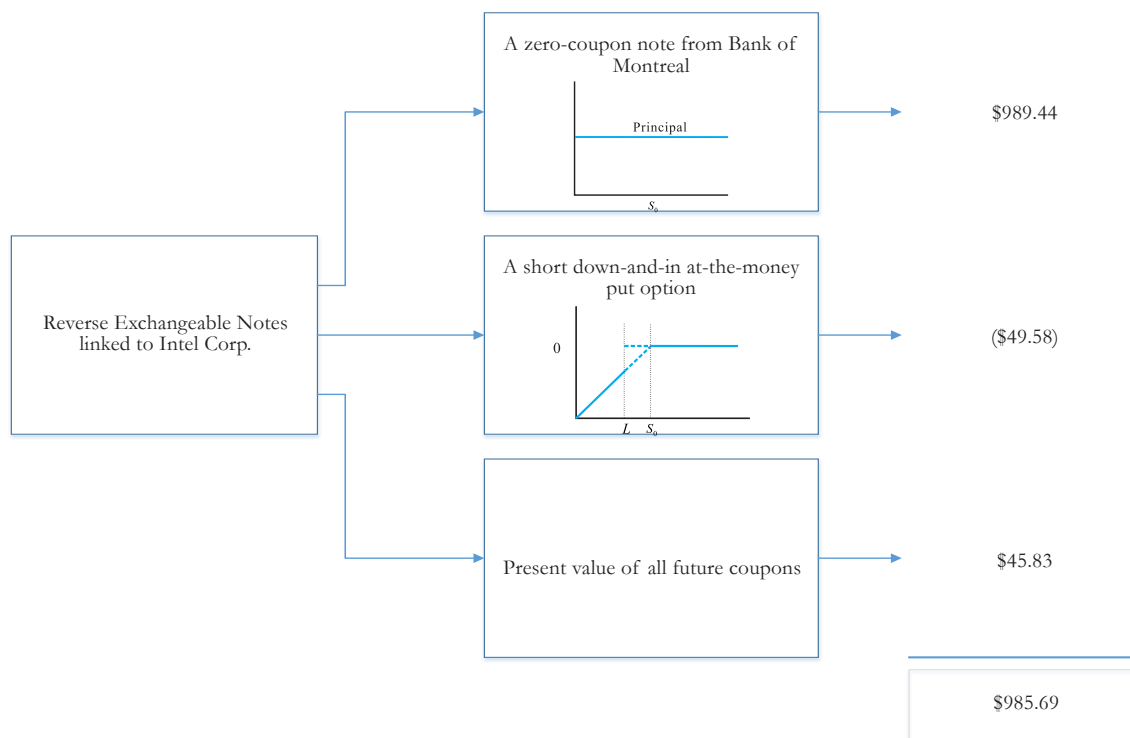 A zero-coupon note from Bank of
Montreal
Principal
S₀
$989.44
Reverse Exchangeable Notes
linked to Intel Corp.
A short down-and-in at-the-money
put option
0
L S₀
($49.58)
Present value of all future coupons
$45.83
$985.69